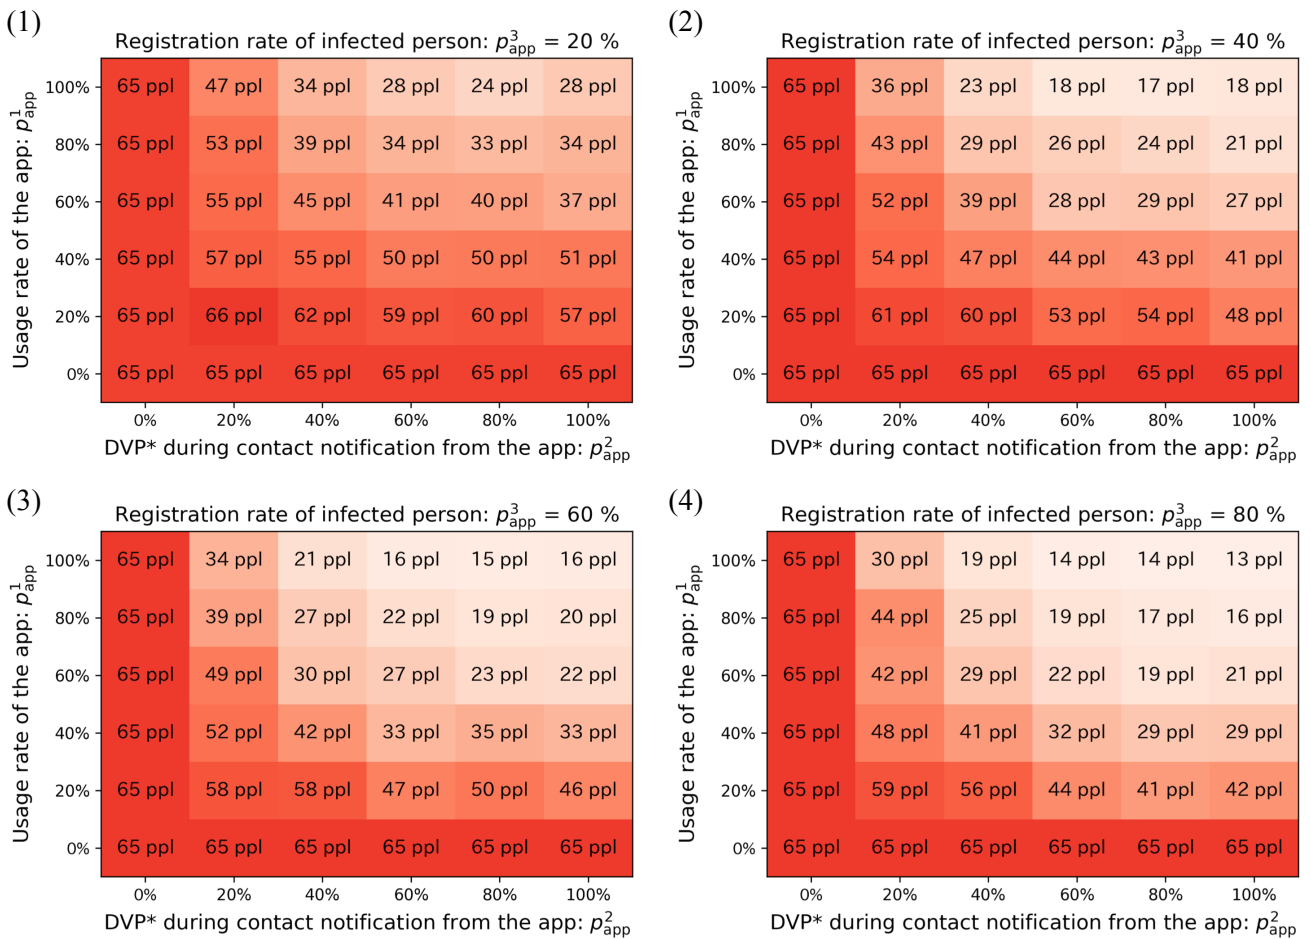 (1)
Registration rate of infected person: p³app = 20 %
Usage rate of the app: p¹app
100% 65 ppl 47 ppl 34 ppl 28 ppl 24 ppl 28 ppl
80% 65 ppl 53 ppl 39 ppl 34 ppl 33 ppl 34 ppl
60% 65 ppl 55 ppl 45 ppl 41 ppl 40 ppl 37 ppl
40% 65 ppl 57 ppl 55 ppl 50 ppl 50 ppl 51 ppl
20% 65 ppl 66 ppl 62 ppl 59 ppl 60 ppl 57 ppl
0% 65 ppl 65 ppl 65 ppl 65 ppl 65 ppl 65 ppl
0% 20% 40% 60% 80% 100%
DVP* during contact notification from the app: p²app
(2)
Registration rate of infected person: p³app = 40 %
Usage rate of the app: p¹app
100% 65 ppl 36 ppl 23 ppl 18 ppl 17 ppl 18 ppl
80% 65 ppl 43 ppl 29 ppl 26 ppl 24 ppl 21 ppl
60% 65 ppl 52 ppl 39 ppl 28 ppl 29 ppl 27 ppl
40% 65 ppl 54 ppl 47 ppl 44 ppl 43 ppl 41 ppl
20% 65 ppl 61 ppl 60 ppl 53 ppl 54 ppl 48 ppl
0% 65 ppl 65 ppl 65 ppl 65 ppl 65 ppl 65 ppl
0% 20% 40% 60% 80% 100%
DVP* during contact notification from the app: p²app
(3)
Registration rate of infected person: p³app = 60 %
Usage rate of the app: p¹app
100% 65 ppl 34 ppl 21 ppl 16 ppl 15 ppl 16 ppl
80% 65 ppl 39 ppl 27 ppl 22 ppl 19 ppl 20 ppl
60% 65 ppl 49 ppl 30 ppl 27 ppl 23 ppl 22 ppl
40% 65 ppl 52 ppl 42 ppl 33 ppl 35 ppl 33 ppl
20% 65 ppl 58 ppl 58 ppl 47 ppl 50 ppl 46 ppl
0% 65 ppl 65 ppl 65 ppl 65 ppl 65 ppl 65 ppl
0% 20% 40% 60% 80% 100%
DVP* during contact notification from the app: p²app
(4)
Registration rate of infected person: p³app = 80 %
Usage rate of the app: p¹app
100% 65 ppl 30 ppl 19 ppl 14 ppl 14 ppl 13 ppl
80% 65 ppl 44 ppl 25 ppl 19 ppl 17 ppl 16 ppl
60% 65 ppl 42 ppl 29 ppl 22 ppl 19 ppl 21 ppl
40% 65 ppl 48 ppl 41 ppl 32 ppl 29 ppl 29 ppl
20% 65 ppl 59 ppl 56 ppl 44 ppl 41 ppl 42 ppl
0% 65 ppl 65 ppl 65 ppl 65 ppl 65 ppl 65 ppl
0% 20% 40% 60% 80% 100%
DVP* during contact notification from the app: p²app